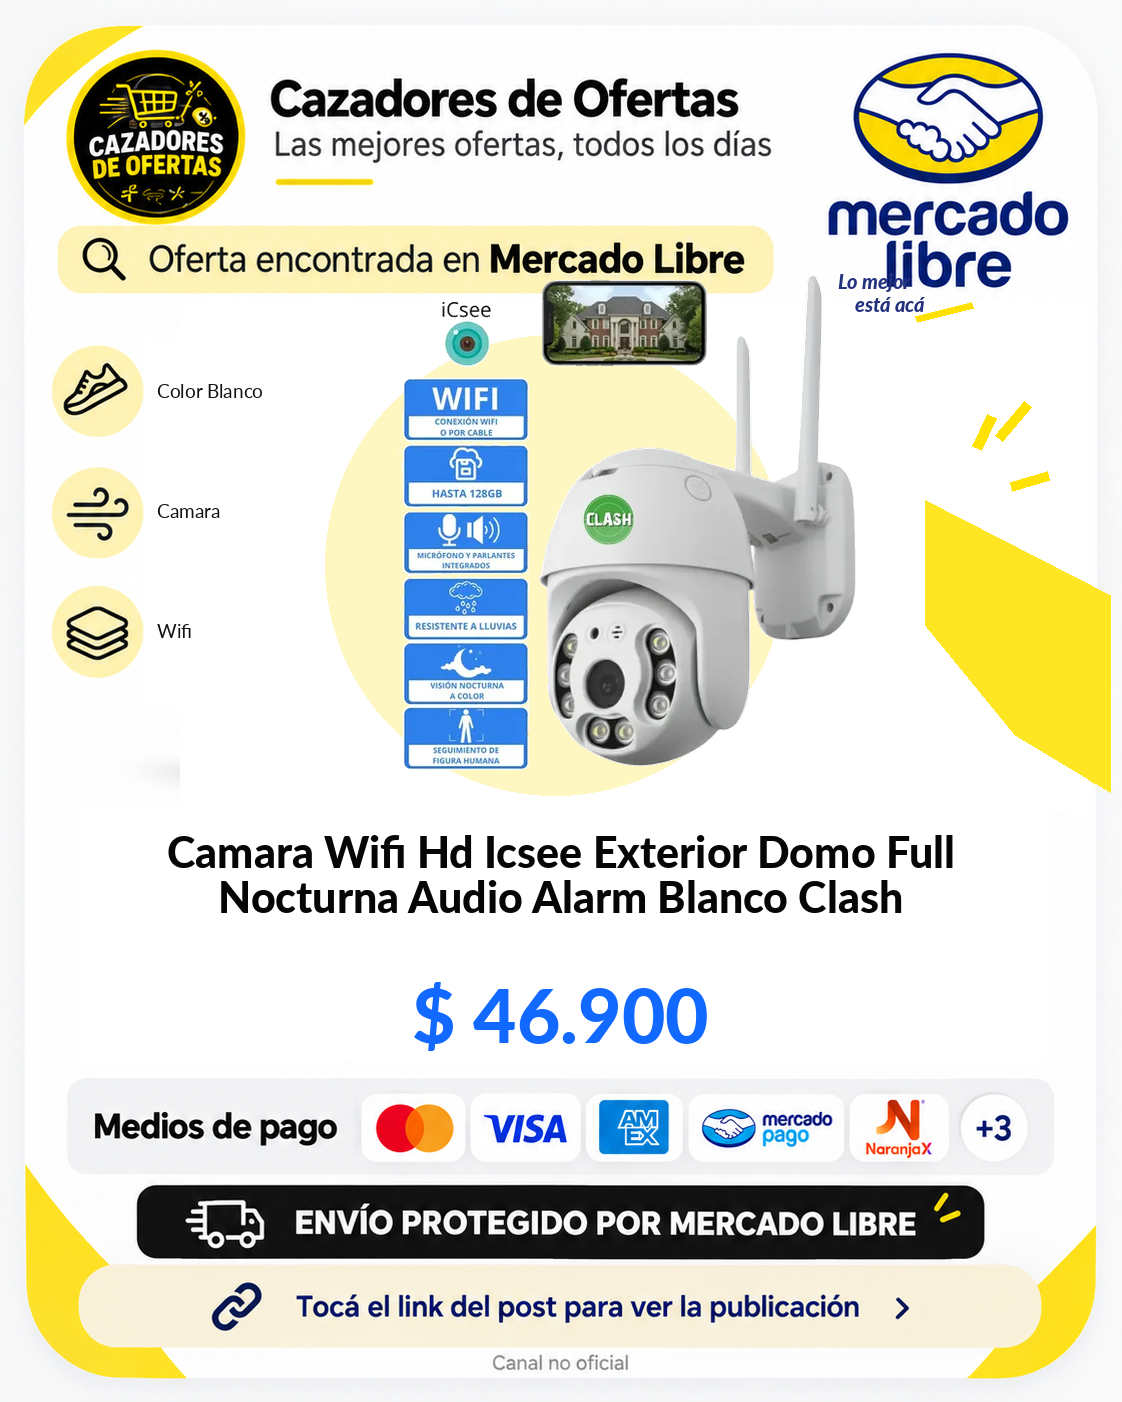 CAZADORES
DE OFERTAS
Cazadores de Ofertas
Las mejores ofertas, todos los días
mercado
libre
Lo mejor
está acá
Oferta encontrada en Mercado Libre
iCsee
Color Blanco
Camara
Wifi
WIFI
CONEXIÓN WIFI
O POR CABLE
HASTA 128GB
MICRÓFONO Y PARLANTES
INTEGRADOS
RESISTENTE A LLUVIAS
VISIÓN NOCTURNA
A COLOR
SEGUIMIENTO DE
FIGURA HUMANA
CLASH
Camara Wifi Hd Icsee Exterior Domo Full
Nocturna Audio Alarm Blanco Clash
$ 46.900
Medios de pago
VISA
AM
EX
mercado
pago
NaranjaX
+3
ENVÍO PROTEGIDO POR MERCADO LIBRE
Tocá el link del post para ver la publicación
Canal no oficial